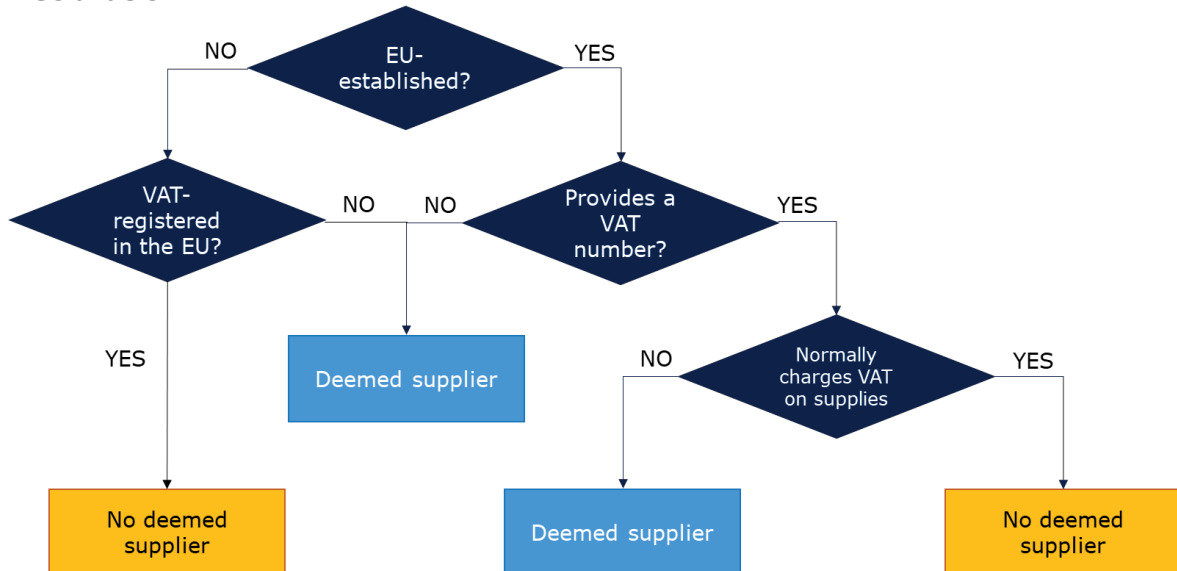 NO
EU-
established?
YES
VAT-
registered
in the EU?
NO
NO
Provides a
VAT
number?
YES
YES
Deemed supplier
NO
Normally
charges VAT
on supplies
YES
No deemed
supplier
Deemed supplier
No deemed
supplier